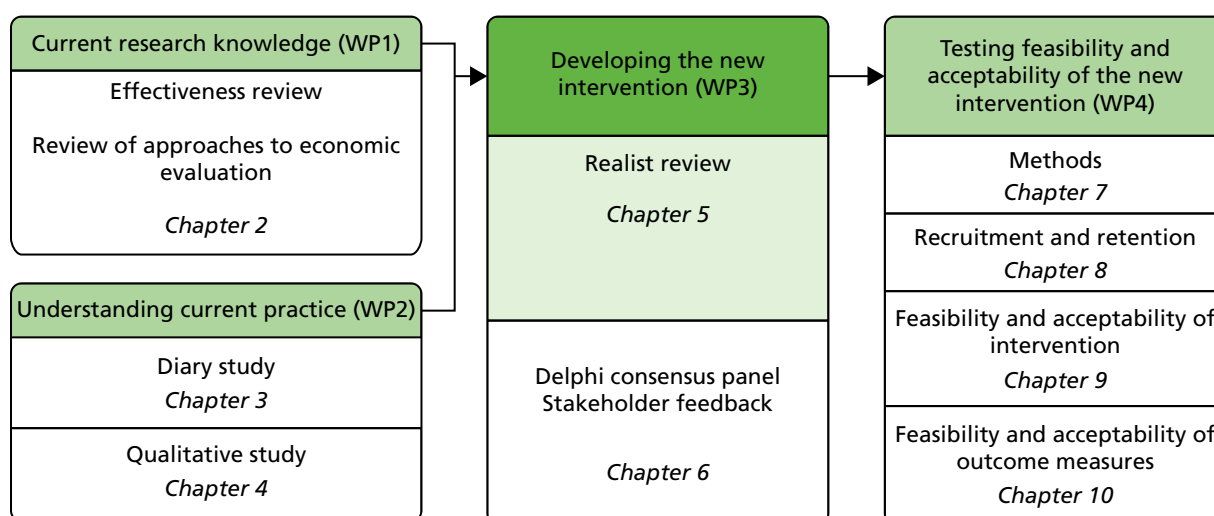 Current research knowledge (WP1)
Effectiveness review
Review of approaches to economic
evaluation
Chapter 2
Understanding current practice (WP2)
Diary study
Chapter 3
Qualitative study
Chapter 4
Developing the new
intervention (WP3)
Realist review
Chapter 5
Delphi consensus panel
Stakeholder feedback
Chapter 6
Testing feasibility and
acceptability of the new
intervention (WP4)
Methods
Chapter 7
Recruitment and retention
Chapter 8
Feasibility and acceptability of
intervention
Chapter 9
Feasibility and acceptability of
outcome measures
Chapter 10